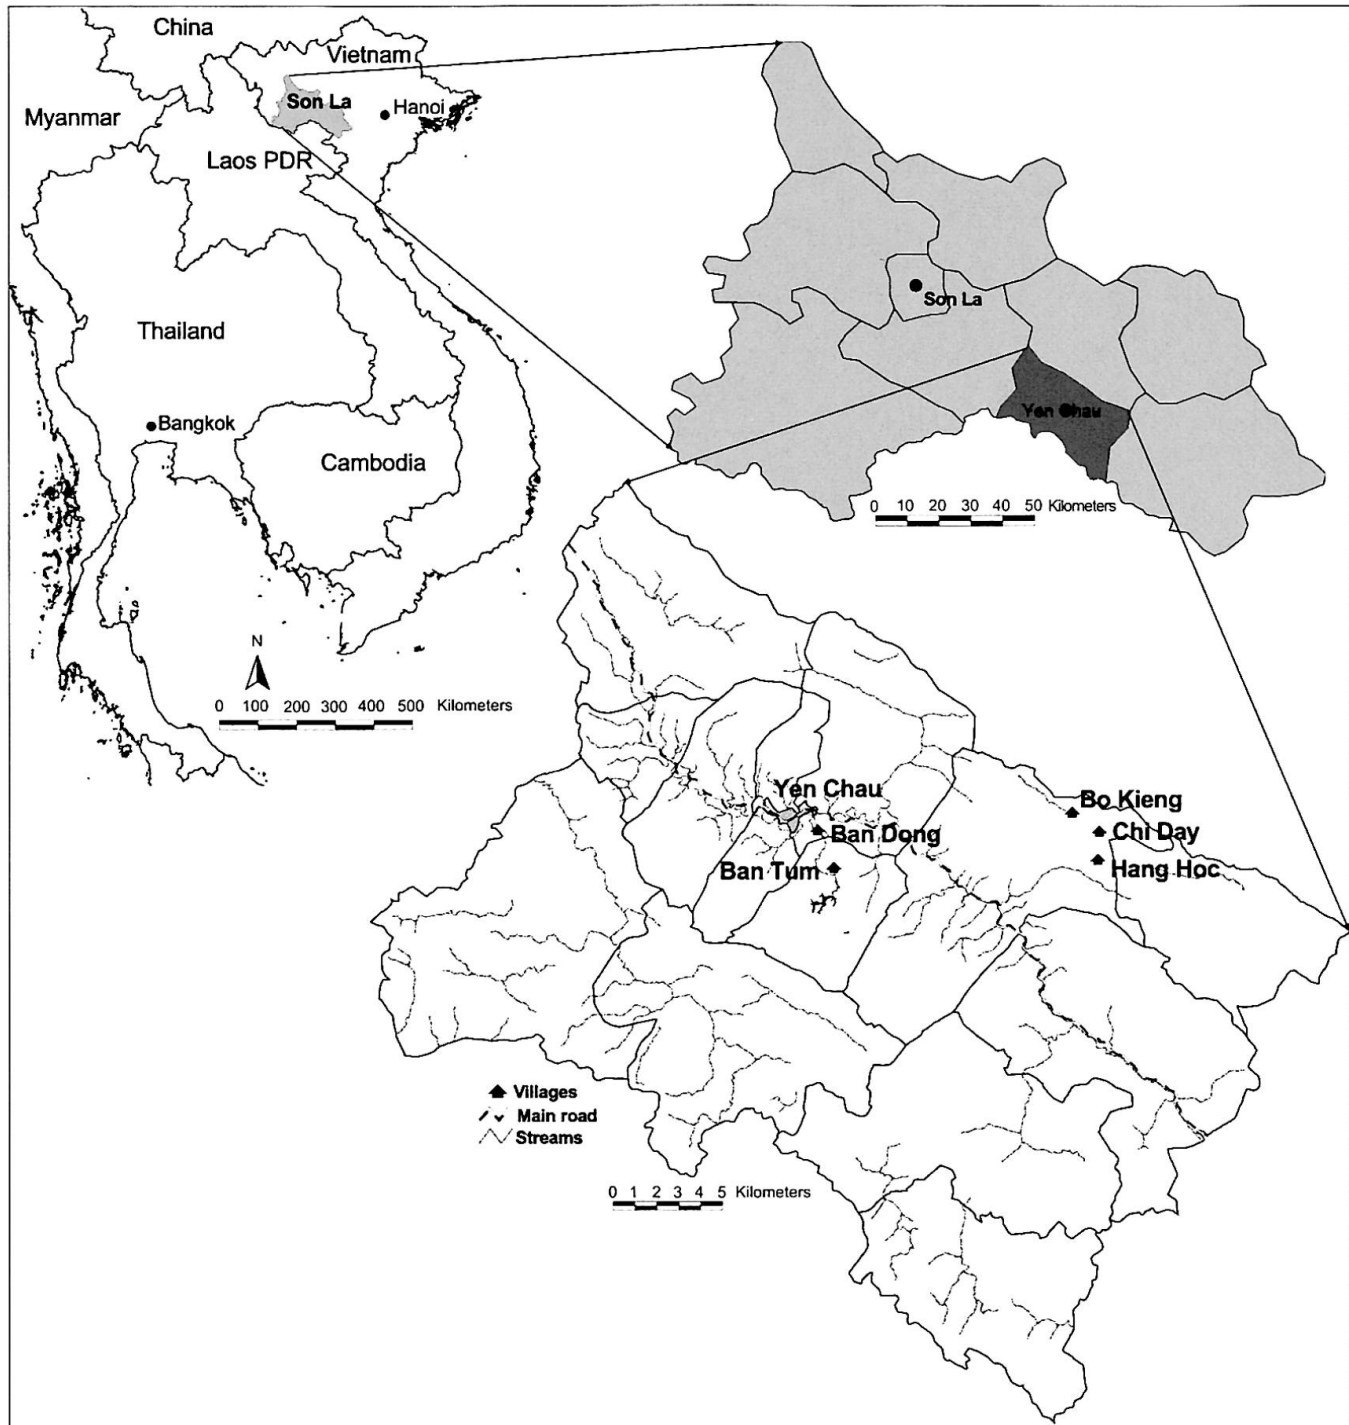 China
Vietnam
Son La
Hanoi
Myanmar
Laos PDR
Thailand
Bangkok
Cambodia
N
0 100 200 300 400 500 Kilometers
Son La
Yen Chau
0 10 20 30 40 50 Kilometers
Yen Chau
Ban Dong
Ban Tum
Bo Kieng
Chi Day
Hang Hoc
Villages
Main road
Streams
0 1 2 3 4 5 Kilometers